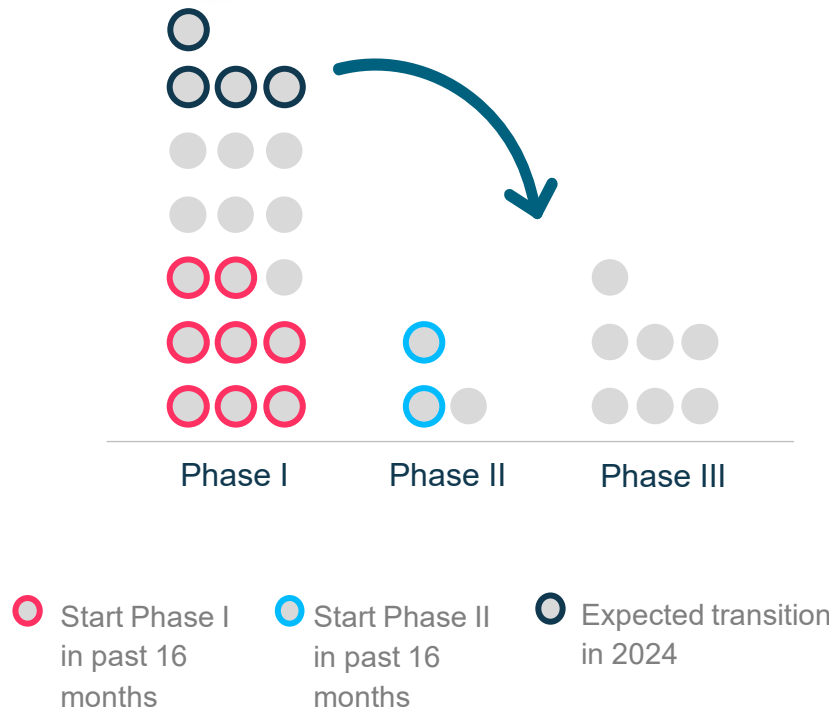 Phase I
Phase II
Phase III
Start Phase I
in past 16
months
Start Phase II
in past 16
months
Expected transition
in 2024